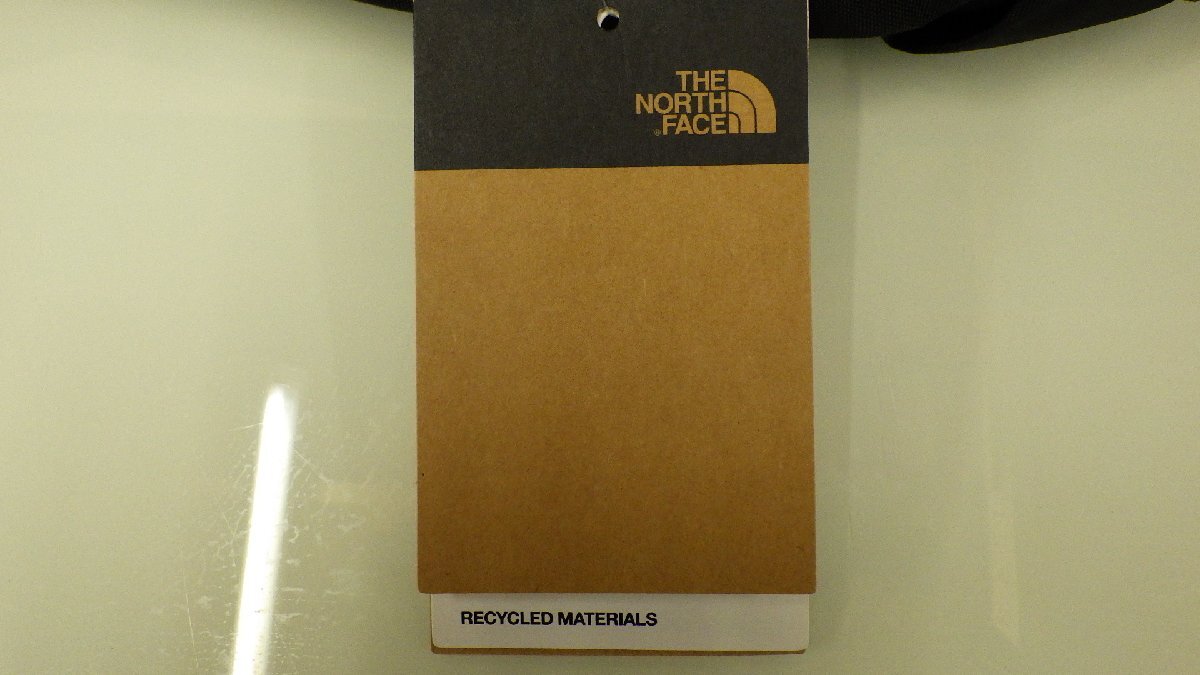 THE
NORTH
®FACE
RECYCLED MATERIALS